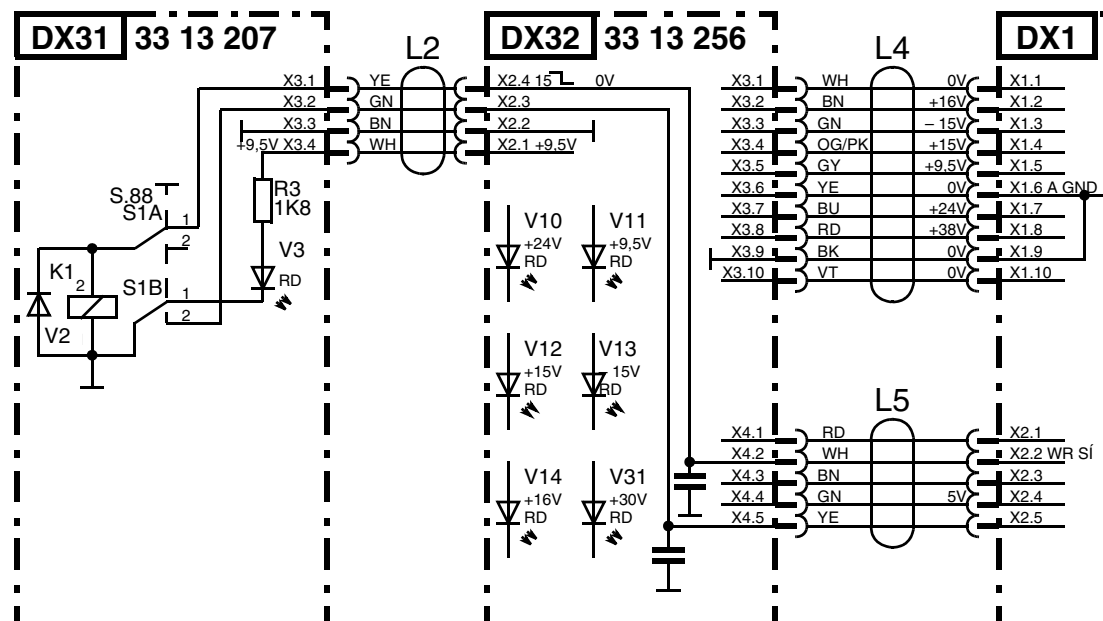 DX31 33 13 207
L2
DX32 33 13 256
L4
DX1
X3.1 YE X2.4 15 0V
X3.2 GN X2.3
X3.3 BN X2.2
+9,5V X3.4 WH X2.1 +9,5V
X3.1 WH 0V X1.1
X3.2 BN +16V X1.2
X3.3 GN – 15V X1.3
X3.4 OG/PK +15V X1.4
X3.5 GY +9.5V X1.5
X3.6 YE 0V X1.6 A GND
X3.7 BU +24V X1.7
X3.8 RD +38V X1.8
X3.9 BK 0V X1.9
X3.10 VT 0V X1.10
S.88
S1A
1
2
R3
1K8
V3
RD
K1
2
S1B
1
2
V2
V10
+24V
RD
V11
+9,5V
RD
V12
+15V
RD
V13
- 15V
RD
V14
+16V
RD
V31
+30V
RD
L5
X4.1 RD X2.1
X4.2 WH X2.2 WR SÍ
X4.3 BN X2.3
X4.4 GN 5V X2.4
X4.5 YE X2.5